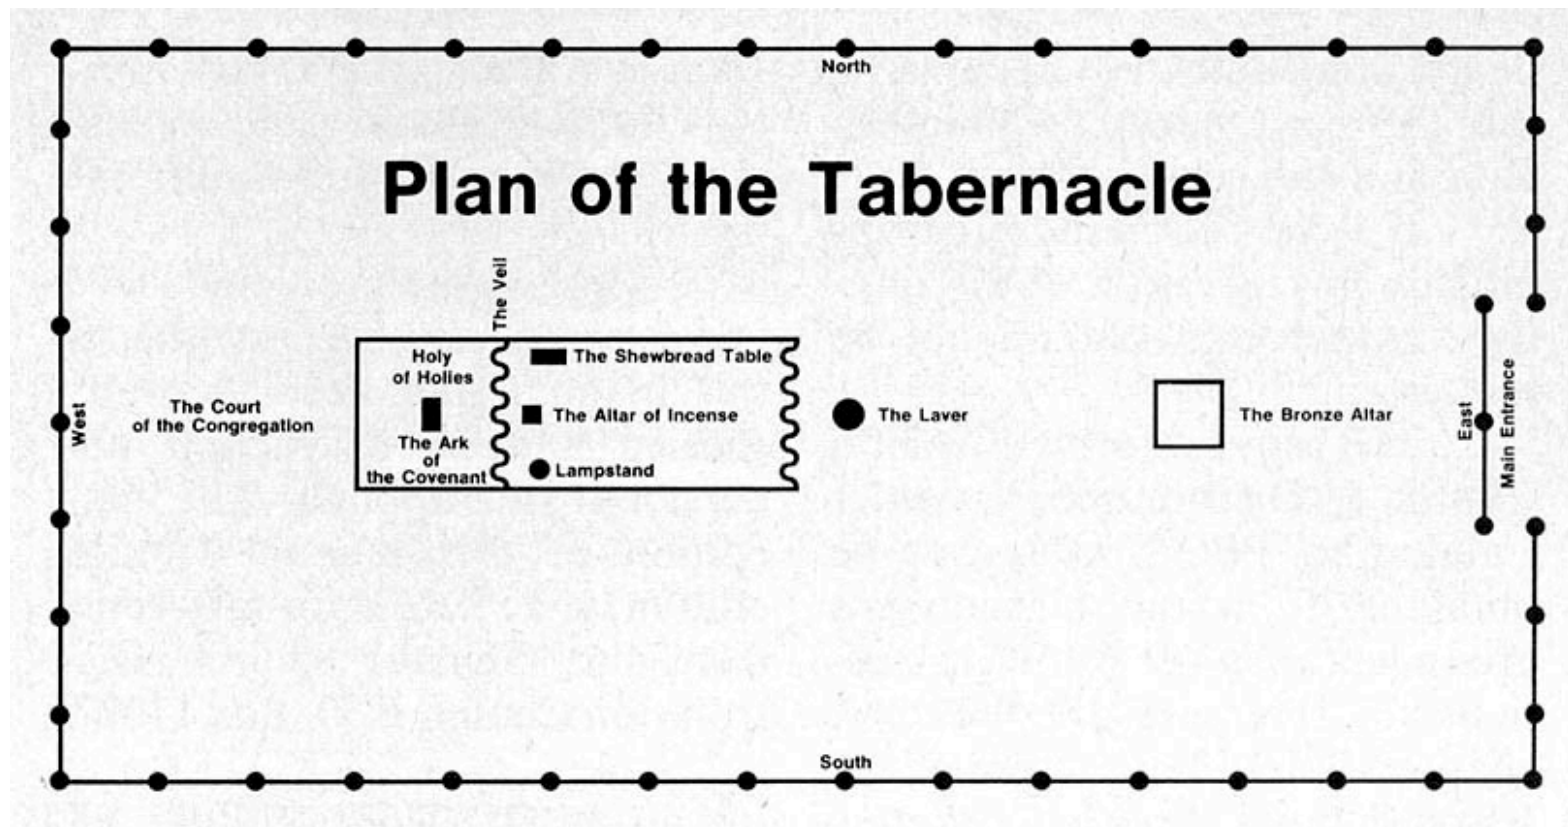 North
Plan of the Tabernacle
The Veil
Holy
of Holies
The Shewbread Table
The Court
of the Congregation
West
The Altar of Incense
The Laver
The Bronze Altar
East
Main Entrance
The Ark
of
the Covenant
Lampstand
South